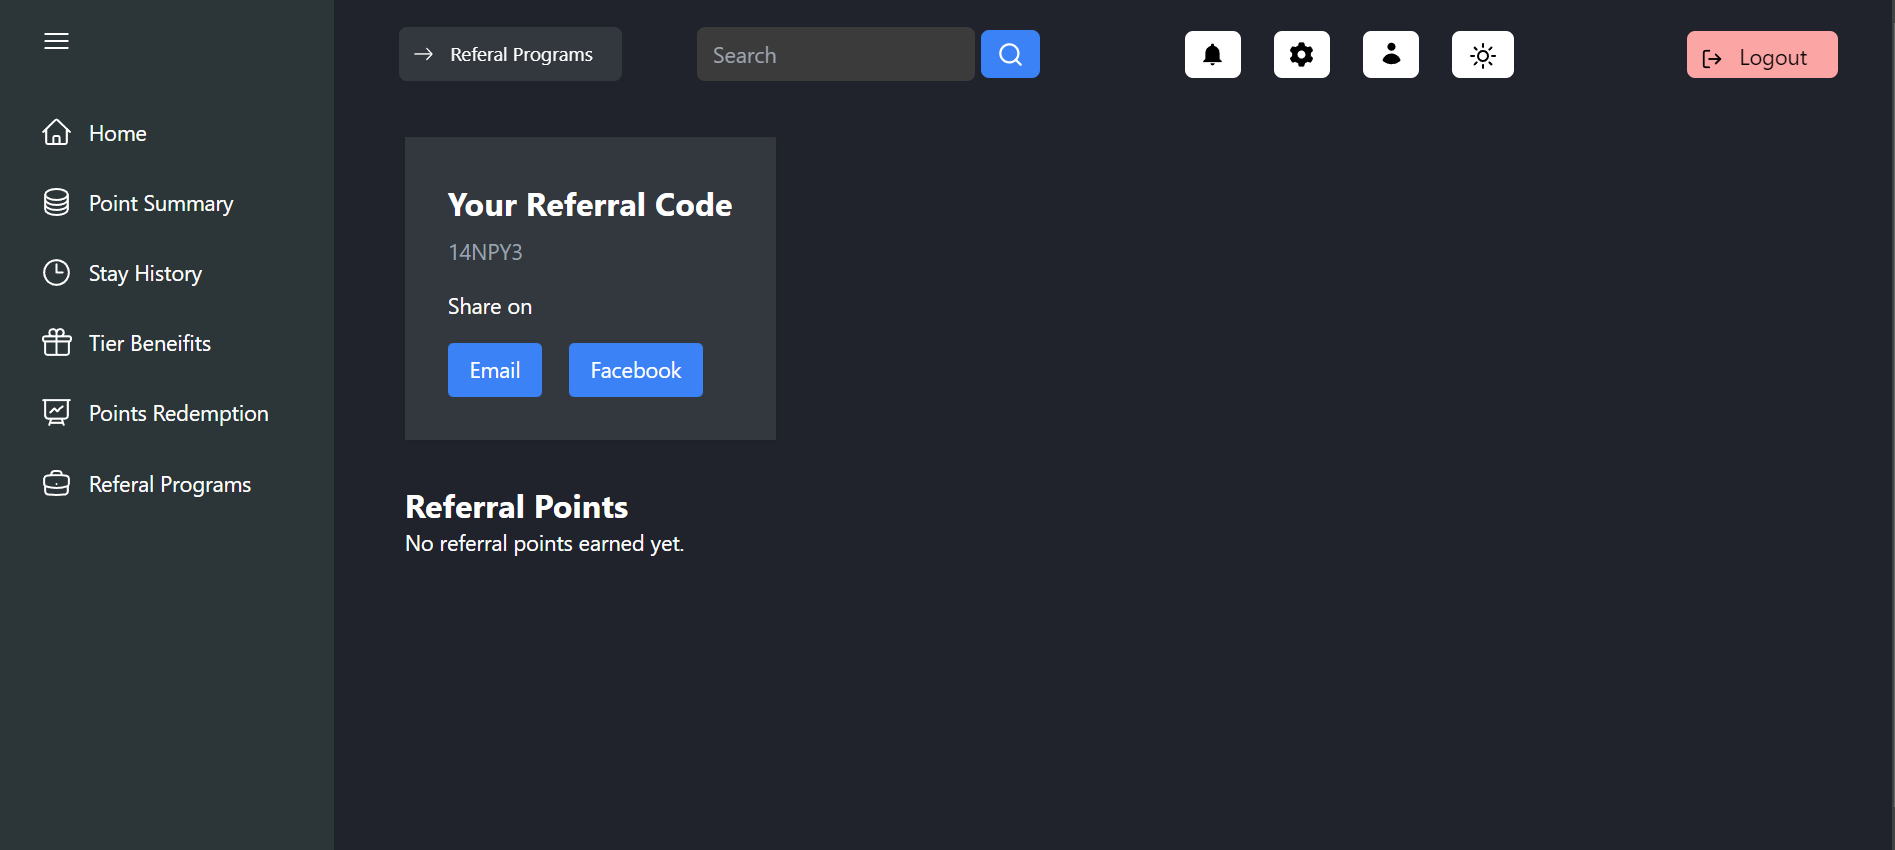 Referal Programs
Search
Logout
Home
Point Summary
Stay History
Tier Beneifits
Points Redemption
Referal Programs
Your Referral Code
14NPY3
Share on
Email
Facebook
Referral Points
No referral points earned yet.